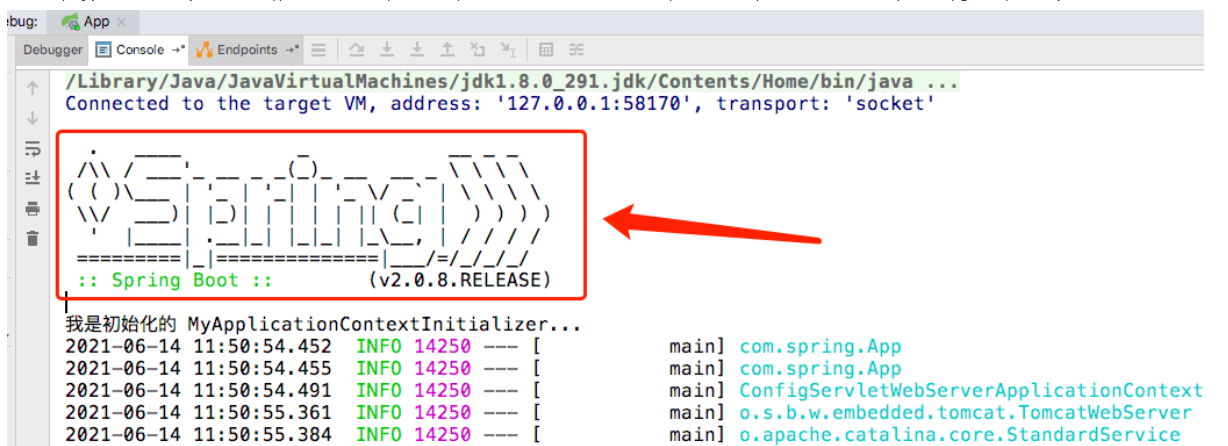 ebug: App ×
Debugger Console →* Endpoints →*
/Library/Java/JavaVirtualMachines/jdk1.8.0_291.jdk/Contents/Home/bin/java ...
Connected to the target VM, address: '127.0.0.1:58170', transport: 'socket'
  .   ____          _            __ _ _
 /\\ / ___'_ __ _ _(_)_ __  __ _ \ \ \ \
( ( )\___ | '_ | '_| | '_ \/ _` | \ \ \ \
 \\/  ___)| |_)| | | | | || (_| |  ) ) ) )
  '  |____| .__|_| |_|_| |_\__, | / / / /
 =========|_|==============|___/=/_/_/_/
 :: Spring Boot ::        (v2.0.8.RELEASE)
我是初始化的 MyApplicationContextInitializer...
2021-06-14 11:50:54.452  INFO 14250 --- [           main] com.spring.App
2021-06-14 11:50:54.455  INFO 14250 --- [           main] com.spring.App
2021-06-14 11:50:54.491  INFO 14250 --- [           main] ConfigServletWebServerApplicationContext
2021-06-14 11:50:55.361  INFO 14250 --- [           main] o.s.b.w.embedded.tomcat.TomcatWebServer
2021-06-14 11:50:55.384  INFO 14250 --- [           main] o.apache.catalina.core.StandardService